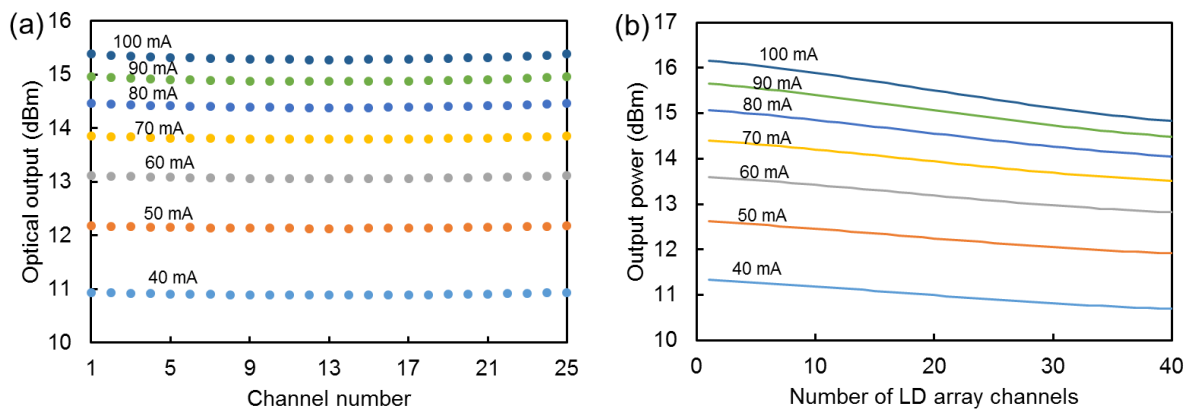 (a)
Optical output (dBm)
16
15
14
13
12
11
10
100 mA
90 mA
80 mA
70 mA
60 mA
50 mA
40 mA
1 5 9 13 17 21 25
Channel number
(b)
Output power (dBm)
17
16
15
14
13
12
11
10
100 mA
90 mA
80 mA
70 mA
60 mA
50 mA
40 mA
0 10 20 30 40
Number of LD array channels